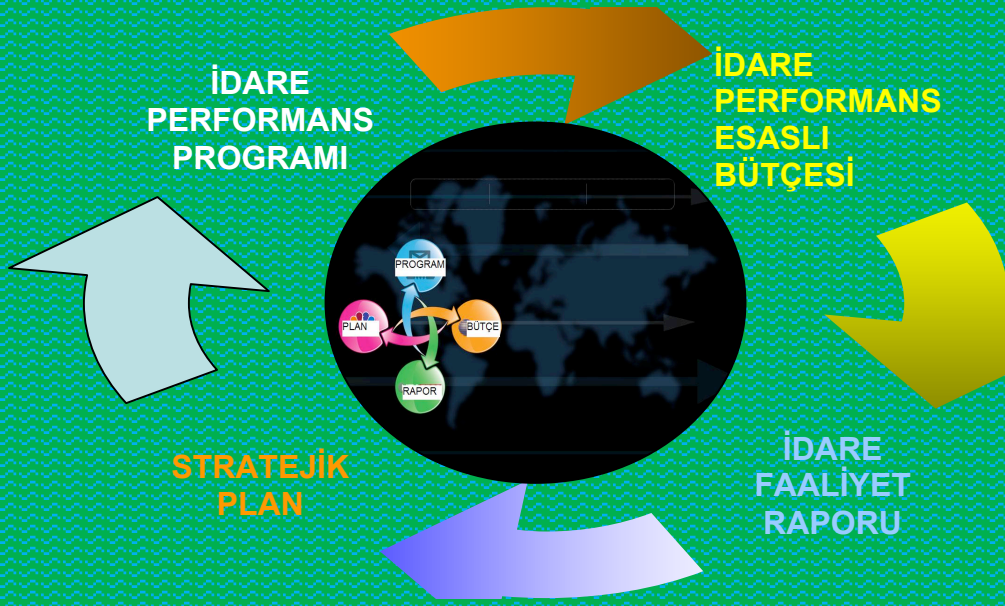 İDARE
PERFORMANS
PROGRAMI
İDARE
PERFORMANS
ESASLI
BÜTÇESİ
PROGRAM
PLAN
BÜTÇE
RAPOR
STRATEJİK
PLAN
İDARE
FAALİYET
RAPORU